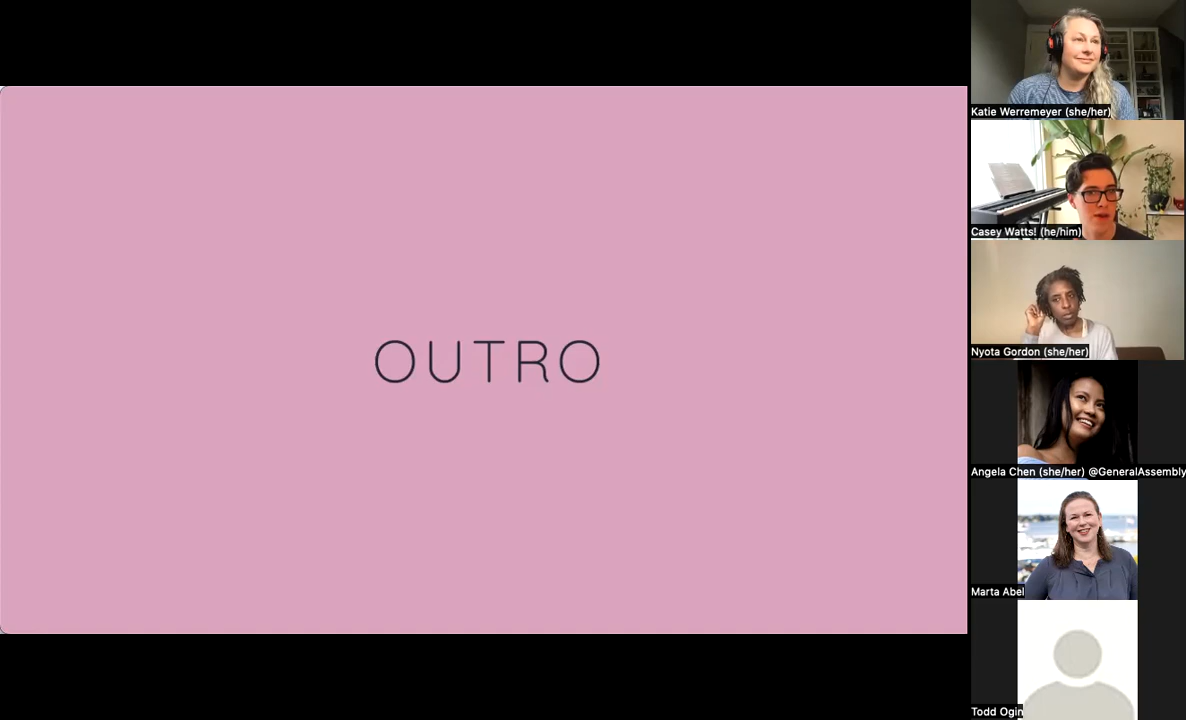 OUTRO
Katie Werremeyer (she/her)
Casey Watts! (he/him)
Nyota Gordon (she/her)
Angela Chen (she/her) @GeneralAssembly
Marta Abel
Todd Ogin